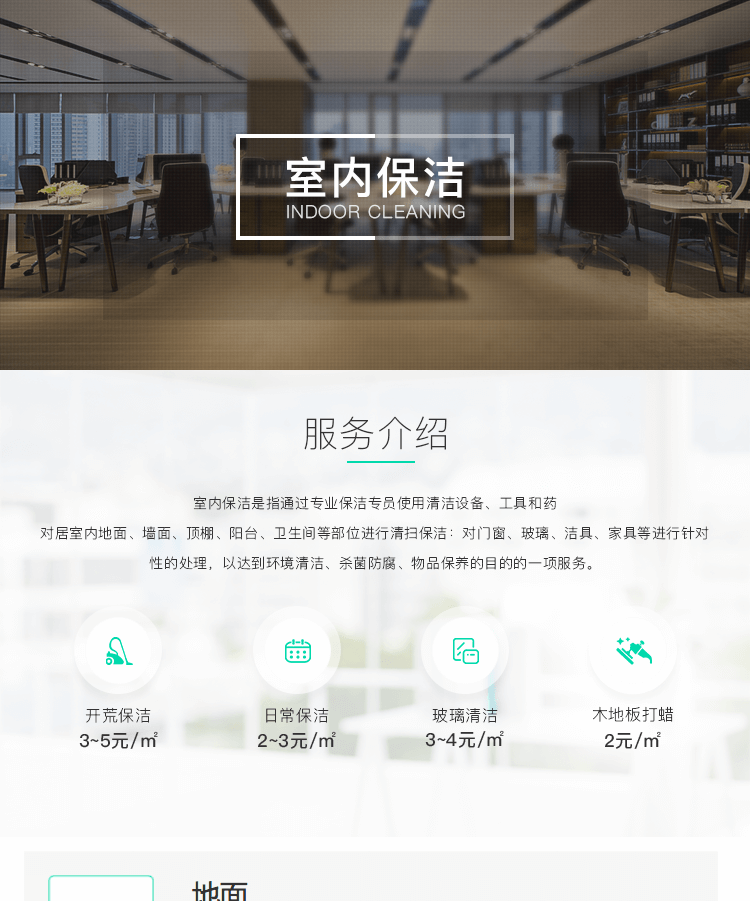 室内保洁
INDOOR CLEANING
服务介绍
室内保洁是指通过专业保洁专员使用清洁设备、工具和药
对居室内地面、墙面、顶棚、阳台、卫生间等部位进行清扫保洁：对门窗、玻璃、洁具、家具等进行针对
性的处理，以达到环境清洁、杀菌防腐、物品保养的目的的一项服务。
开荒保洁 日常保洁 玻璃清洁 木地板打蜡
3~5元/㎡ 2~3元/㎡ 3~4元/㎡ 2元/㎡
地面